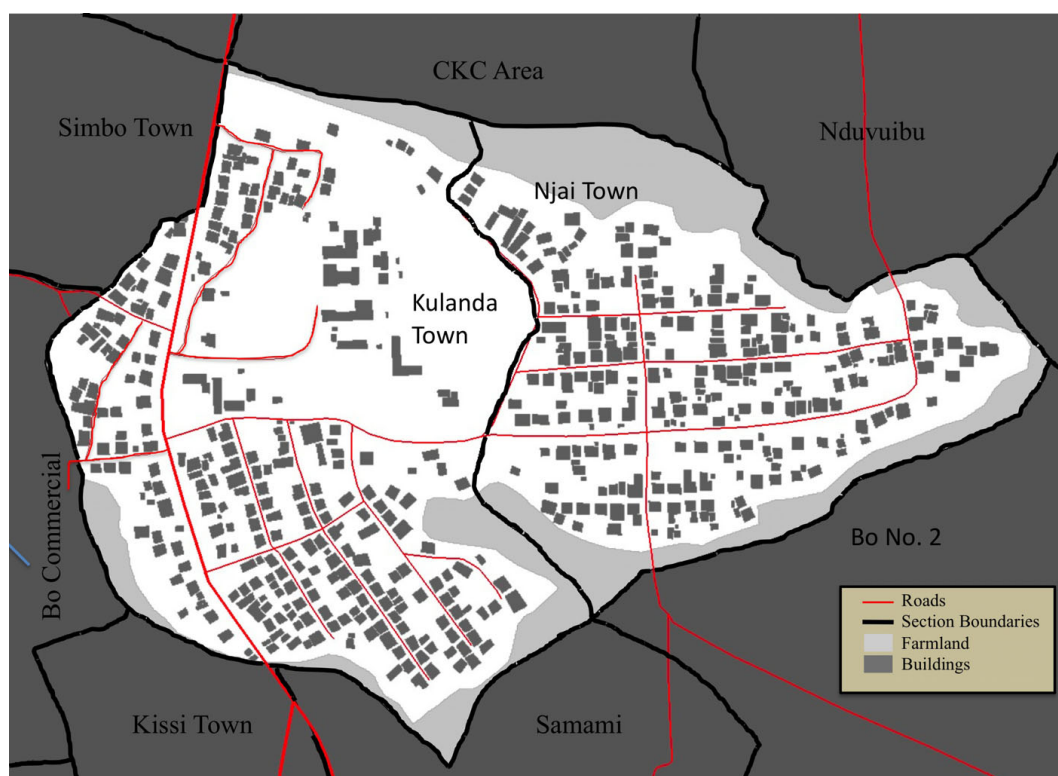 CKC Area
Simbo Town
Nduvuibu
Njai Town
Kulanda
Town
Bo Commercial
Bo No. 2
Roads
Section Boundaries
Farmland
Buildings
Kissi Town
Samami